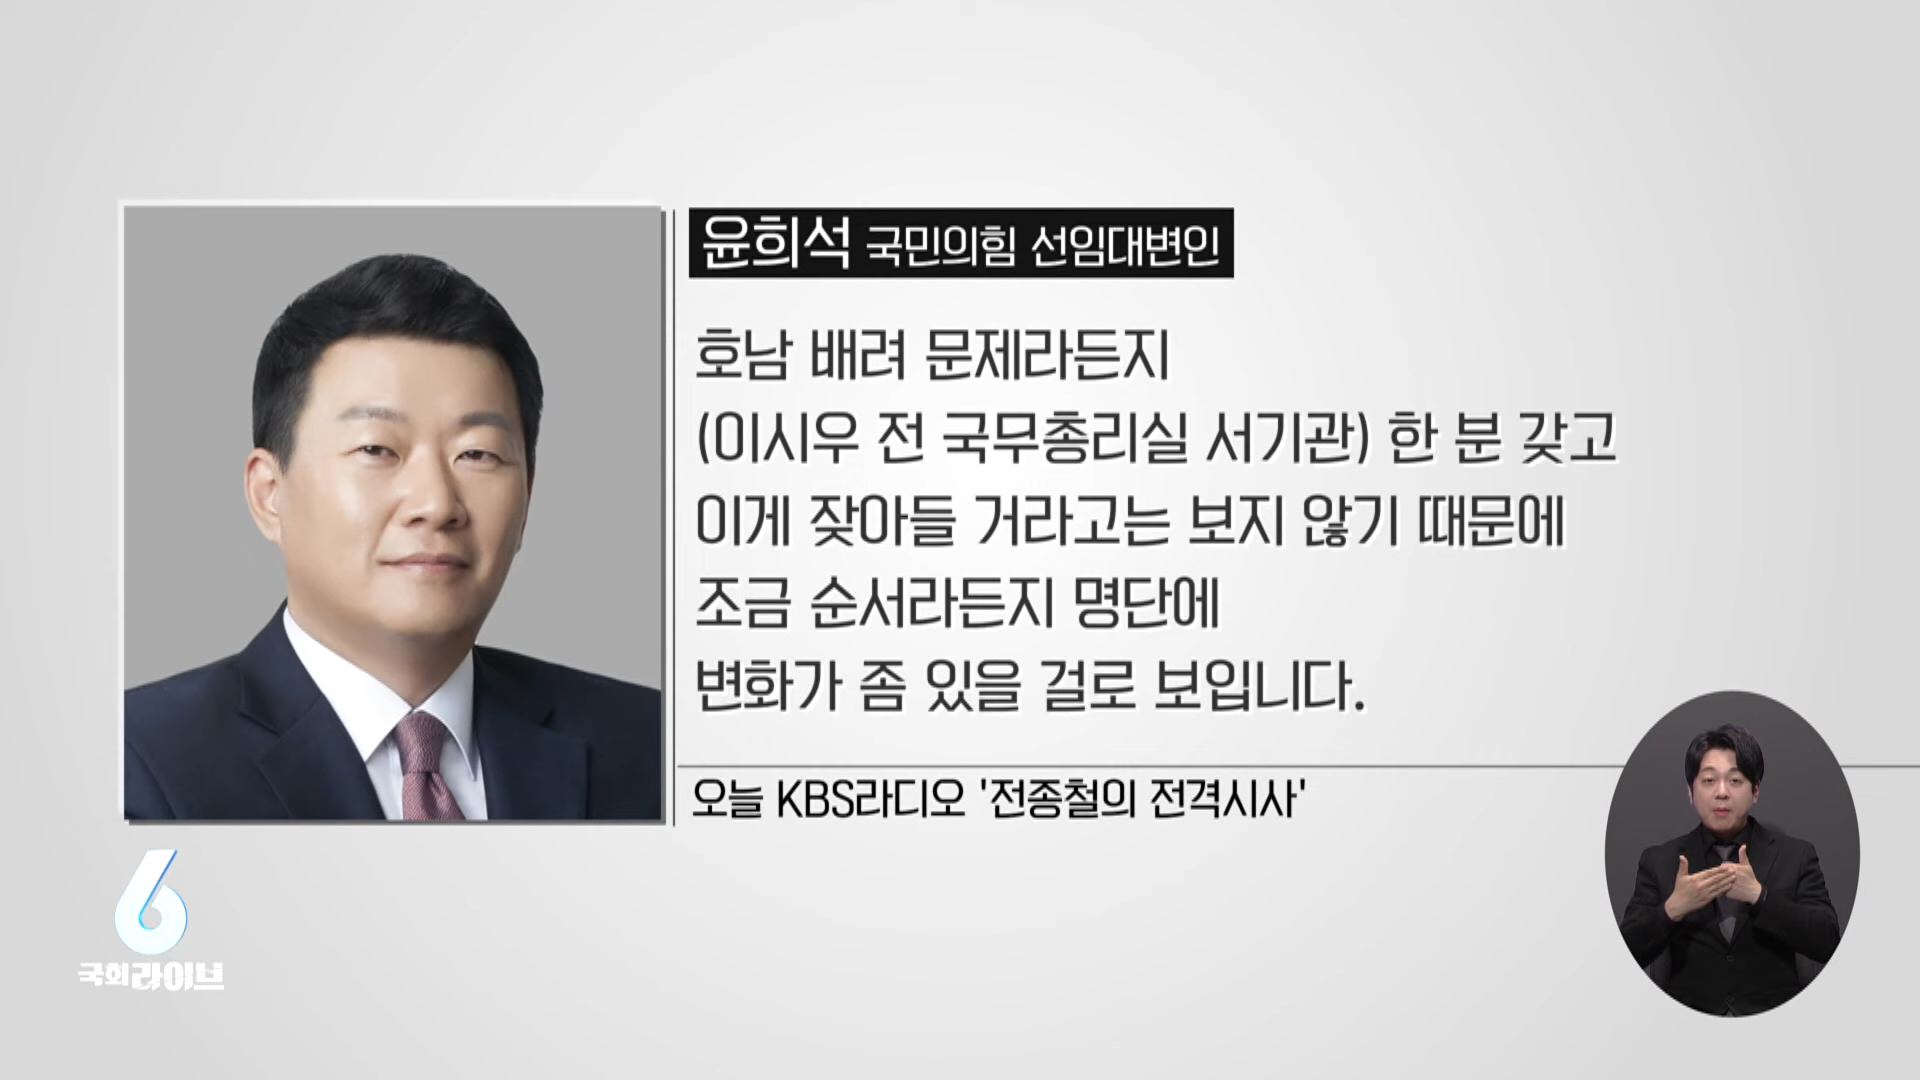 윤희석 국민의힘 선임대변인
호남 배려 문제라든지
(이시우 전 국무총리실 서기관) 한 분 갖고
이게 잦아들 거라고는 보지 않기 때문에
조금 순서라든지 명단에
변화가 좀 있을 걸로 보입니다.
오늘 KBS라디오 '전종철의 전격시사'
6
국회라이브